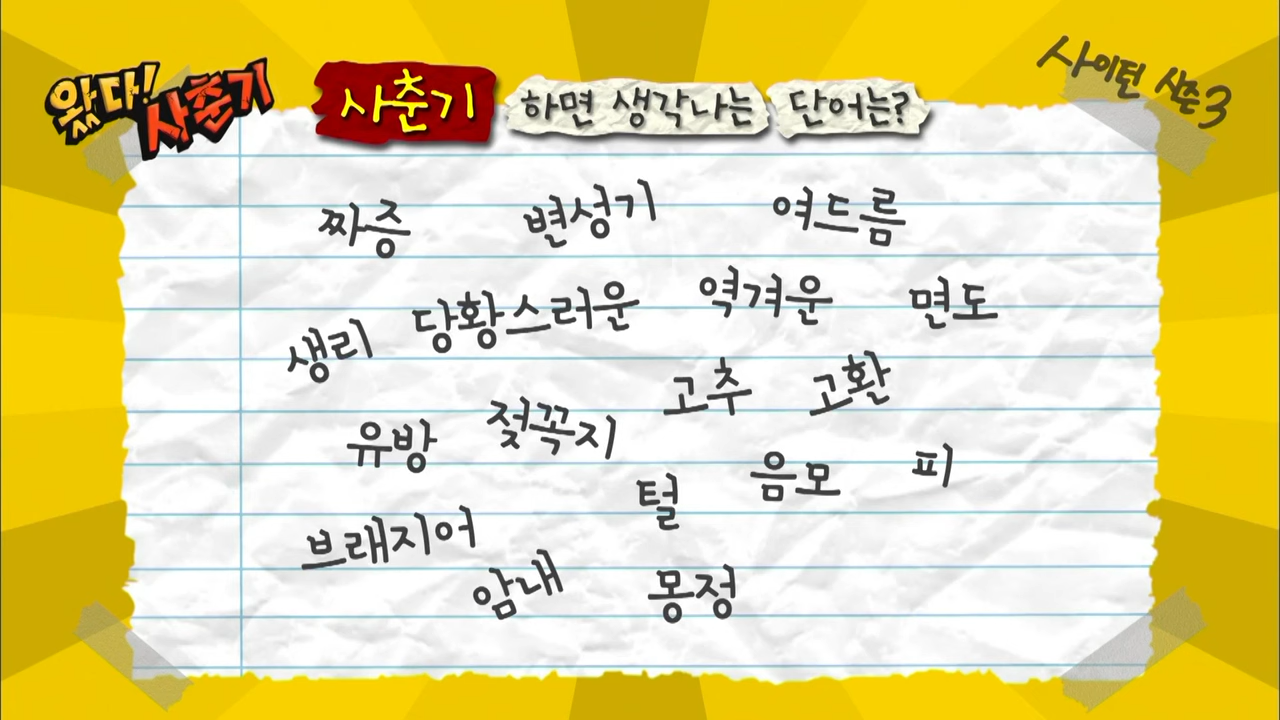 왔다! 사춘기
사춘기 하면 생각나는 단어는?
사이턴 시즌3
짜증 변성기 여드름
생리 당황스러운 역겨운 면도
유방 젖꼭지 고추 고환
브래지어 털 음모 피
암내 몽정